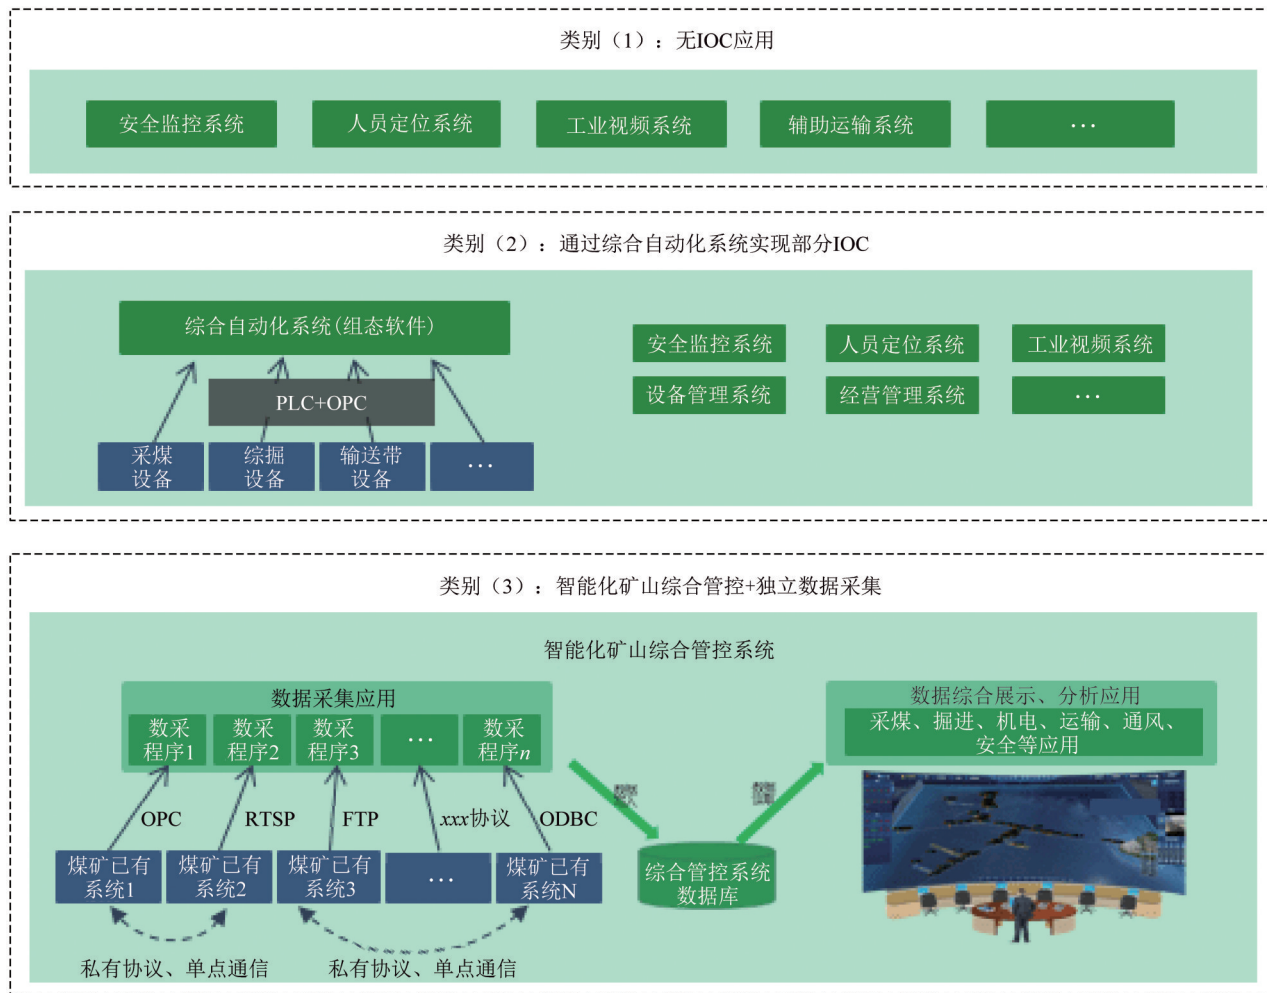 类别（1）：无IOC应用
安全监控系统
人员定位系统
工业视频系统
辅助运输系统
…
类别（2）：通过综合自动化系统实现部分IOC
综合自动化系统(组态软件)
PLC+OPC
采煤
设备
综掘
设备
输送带
设备
…
安全监控系统
人员定位系统
工业视频系统
设备管理系统
经营管理系统
…
类别（3）：智能化矿山综合管控+独立数据采集
智能化矿山综合管控系统
数据采集应用
数采
程序1
数采
程序2
数采
程序3
…
数采
程序n
OPC
RTSP
FTP
xxx协议
ODBC
煤矿已有
系统1
煤矿已有
系统2
煤矿已有
系统3
…
煤矿已有
系统N
私有协议、单点通信
私有协议、单点通信
综合管控系统
数据库
数据综合展示、分析应用
采煤、掘进、机电、运输、通风、
安全等应用